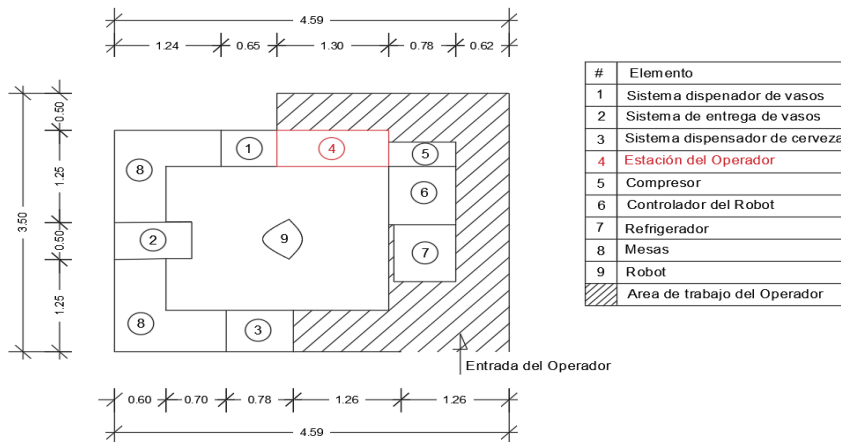 4.59
1.24 0.65 1.30 0.78 0.62
0.50
1.25
0.50
1.25
3.50
1
4
5
8
6
2
9
7
8
3
Entrada del Operador
0.60 0.70 0.78 1.26 1.26
4.59
# Elemento
1 Sistema dispenador de vasos
2 Sistema de entrega de vasos
3 Sistema dispensador de cerveza
4 Estación del Operador
5 Compresor
6 Controlador del Robot
7 Refrigerador
8 Mesas
9 Robot
Area de trabajo del Operador